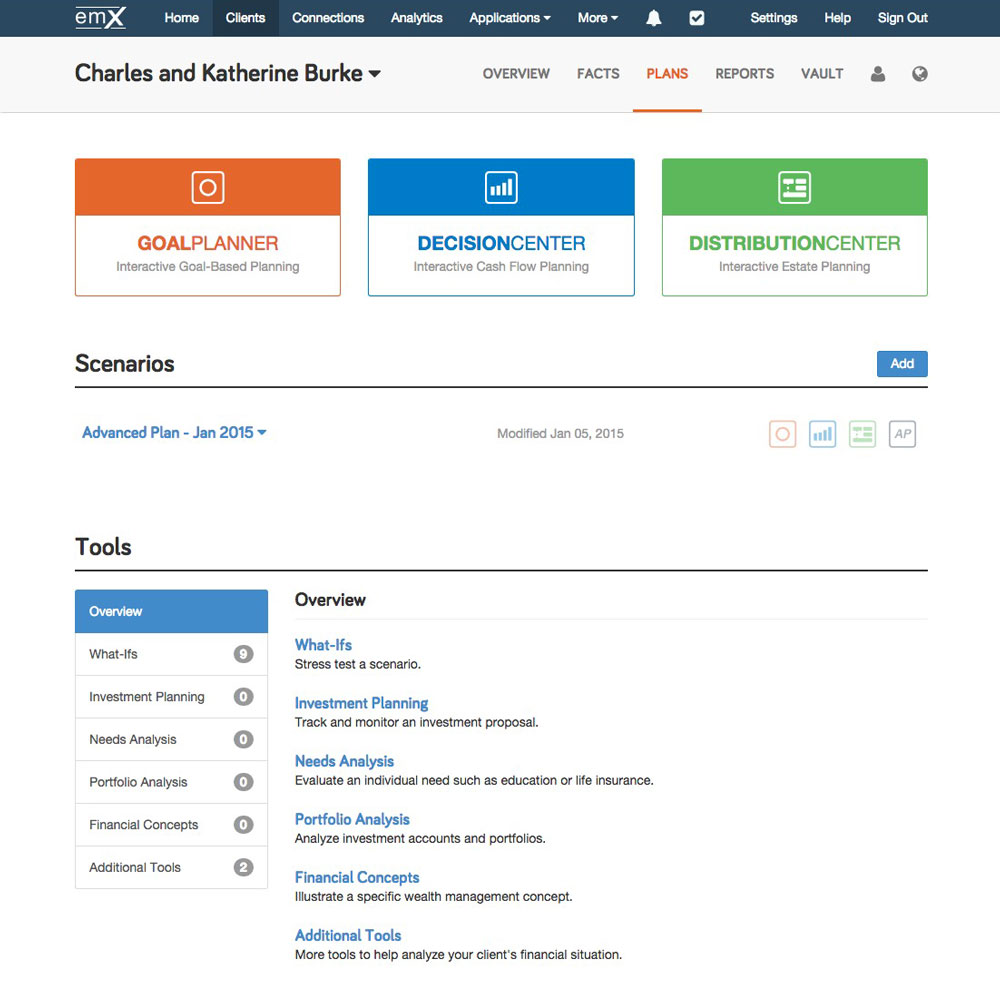 emX Home Clients Connections Analytics Applications More Settings Help Sign Out
Charles and Katherine Burke OVERVIEW FACTS PLANS REPORTS VAULT
GOALPLANNER DECISIONCENTER DISTRIBUTIONCENTER
Interactive Goal-Based Planning Interactive Cash Flow Planning Interactive Estate Planning
Scenarios Add
Advanced Plan - Jan 2015 Modified Jan 05, 2015 AP
Tools
Overview
What-Ifs 9
Investment Planning 0
Needs Analysis 0
Portfolio Analysis 0
Financial Concepts 0
Additional Tools 2
Overview
What-Ifs
Stress test a scenario.
Investment Planning
Track and monitor an investment proposal.
Needs Analysis
Evaluate an individual need such as education or life insurance.
Portfolio Analysis
Analyze investment accounts and portfolios.
Financial Concepts
Illustrate a specific wealth management concept.
Additional Tools
More tools to help analyze your client's financial situation.